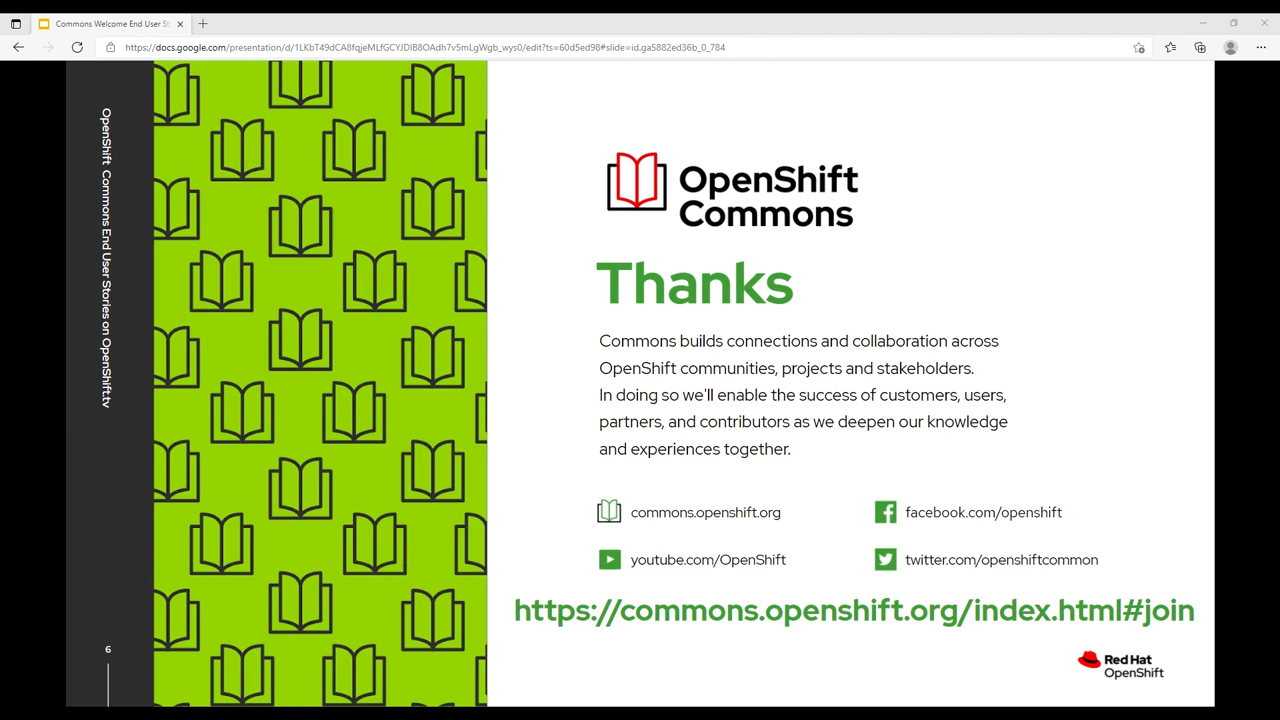 Commons Welcome End User St
https://docs.google.com/presentation/d/1LKbT49dCA8fqjeMLfGCYJDIB8OAdh7v5mLgWgb_wys0/edit?ts=60d5ed98#slide=id.ga5882ed36b_0_784
OpenShift Commons End User Stories on OpenShift.tv
OpenShift
Commons
Thanks
Commons builds connections and collaboration across
OpenShift communities, projects and stakeholders.
In doing so we'll enable the success of customers, users,
partners, and contributors as we deepen our knowledge
and experiences together.
commons.openshift.org
facebook.com/openshift
youtube.com/OpenShift
twitter.com/openshiftcommon
https://commons.openshift.org/index.html#join
6
Red Hat
OpenShift